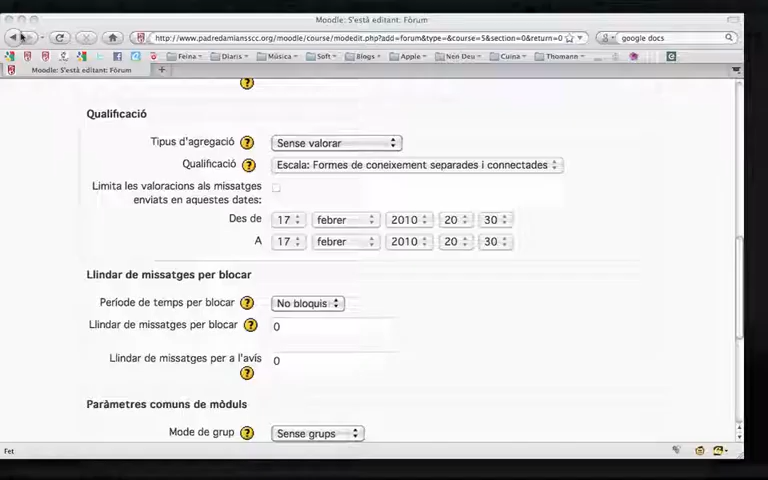 Moodle: S'està editant: Fòrum
http://www.padredamiansscc.org/moodle/course/modedit.php?add=forum&type=&course=5&section=0&return=0
google docs
Feina Diaris Música Soft Blogs Apple Nen Deu Cuina Thomann
Moodle: S'està editant: Fòrum
Qualificació
Tipus d'agregació ? Sense valorar
Qualificació ? Escala: Formes de coneixement separades i connectades
Limita les valoracions als missatges
enviats en aquestes dates:
Des de 17 febrer 2010 20 30
A 17 febrer 2010 20 30
Llindar de missatges per blocar
Període de temps per blocar ? No bloquis
Llindar de missatges per blocar ? 0
Llindar de missatges per a l'avís 0
?
Paràmetres comuns de mòduls
Mode de grup ? Sense grups
Fet